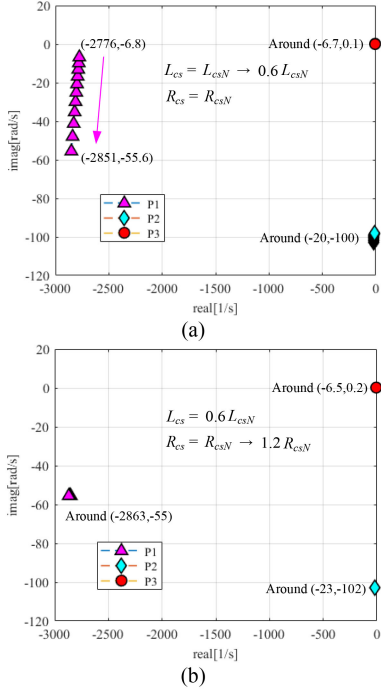 20
0
-20
-40
-60
-80
-100
-120
imag[rad/s]
(-2776,-6.8)
Around (-6.7,0.1)
L_cs = L_csN → 0.6 L_csN
R_cs = R_csN
(-2851,-55.6)
P1
P2
P3
Around (-20,-100)
-3000 -2500 -2000 -1500 -1000 -500 0
real[1/s]
(a)
20
0
-20
-40
-60
-80
-100
-120
imag[rad/s]
Around (-6.5,0.2)
L_cs = 0.6 L_csN
R_cs = R_csN → 1.2 R_csN
Around (-2863,-55)
P1
P2
P3
Around (-23,-102)
-3000 -2500 -2000 -1500 -1000 -500 0
real[1/s]
(b)